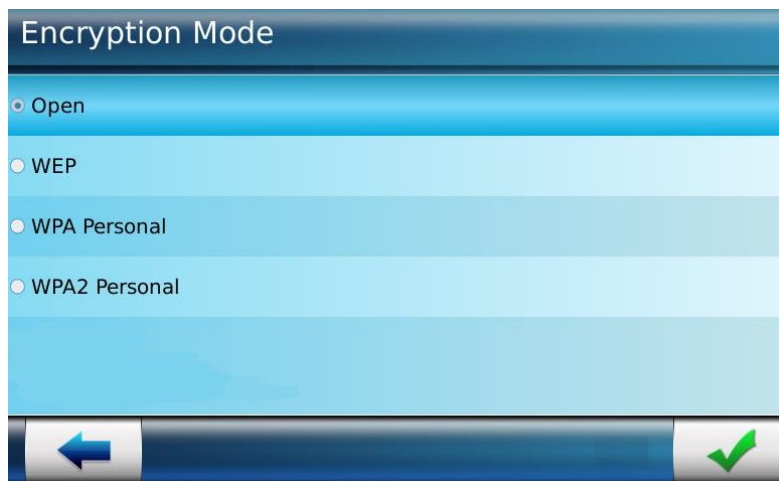 Encryption Mode
Open
WEP
WPA Personal
WPA2 Personal